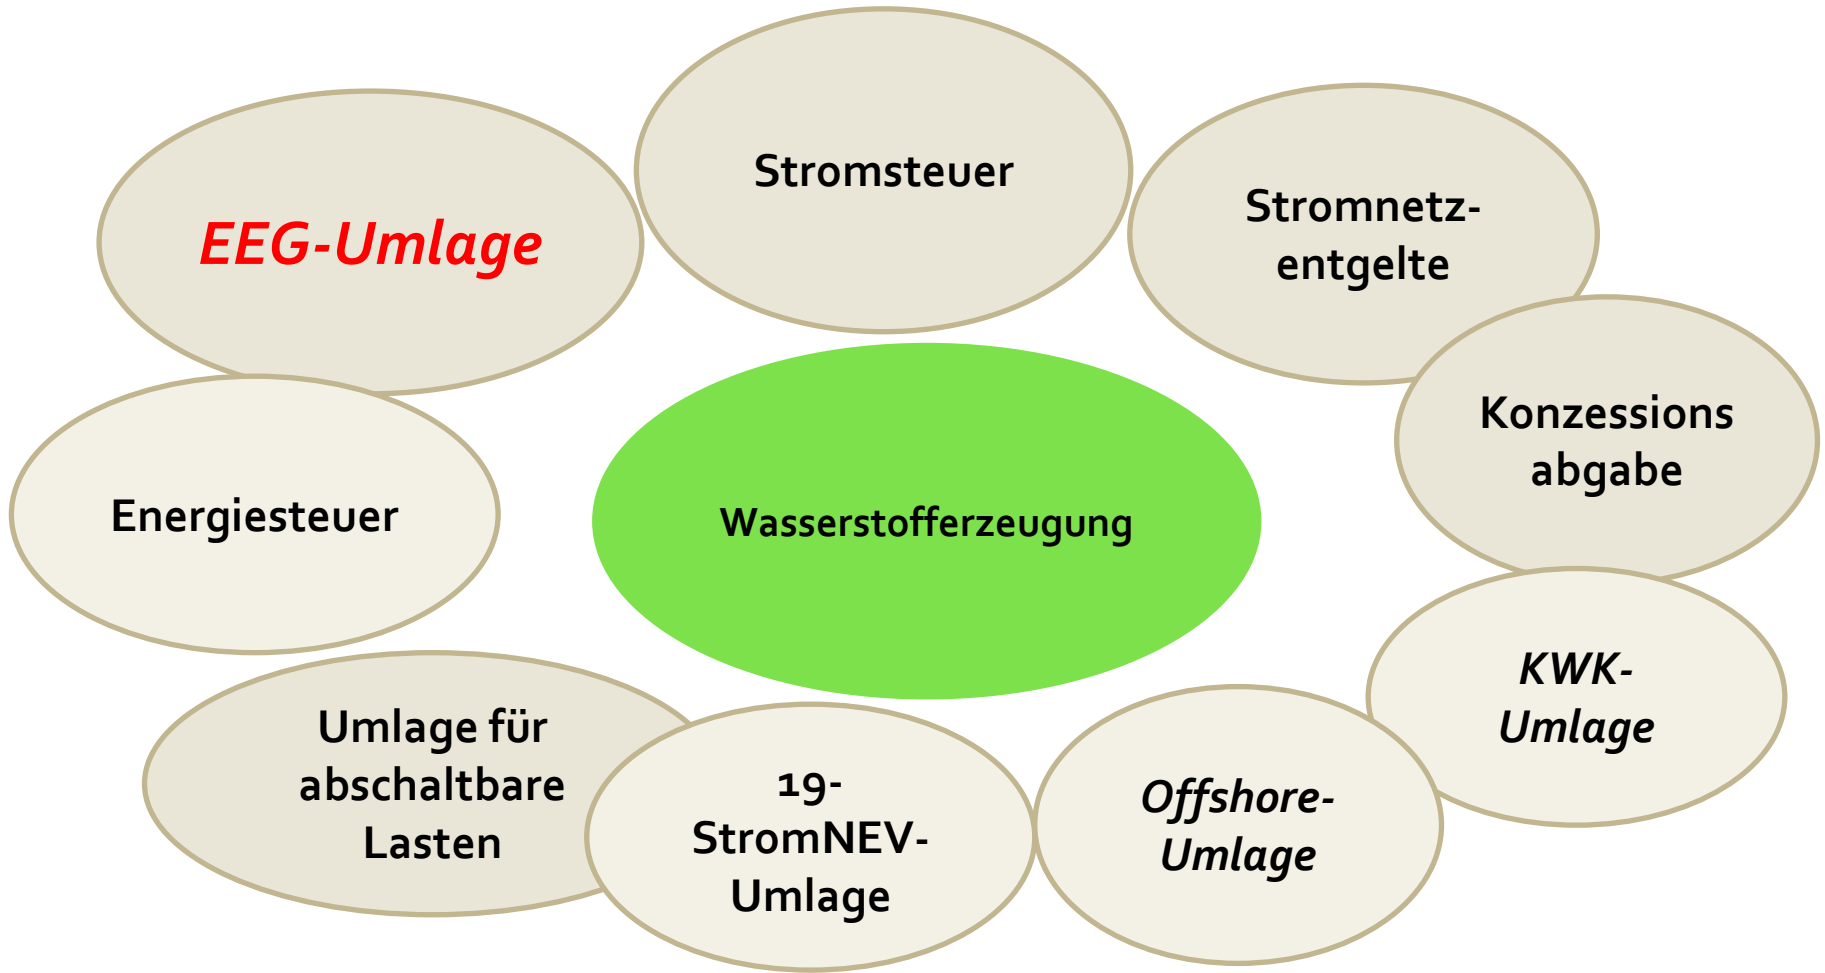 EEG-Umlage
Stromsteuer
Stromnetz-
entgelte
Konzessions
abgabe
Energiesteuer
Wasserstofferzeugung
KWK-
Umlage
Umlage für
abschaltbare
Lasten
19-
StromNEV-
Umlage
Offshore-
Umlage